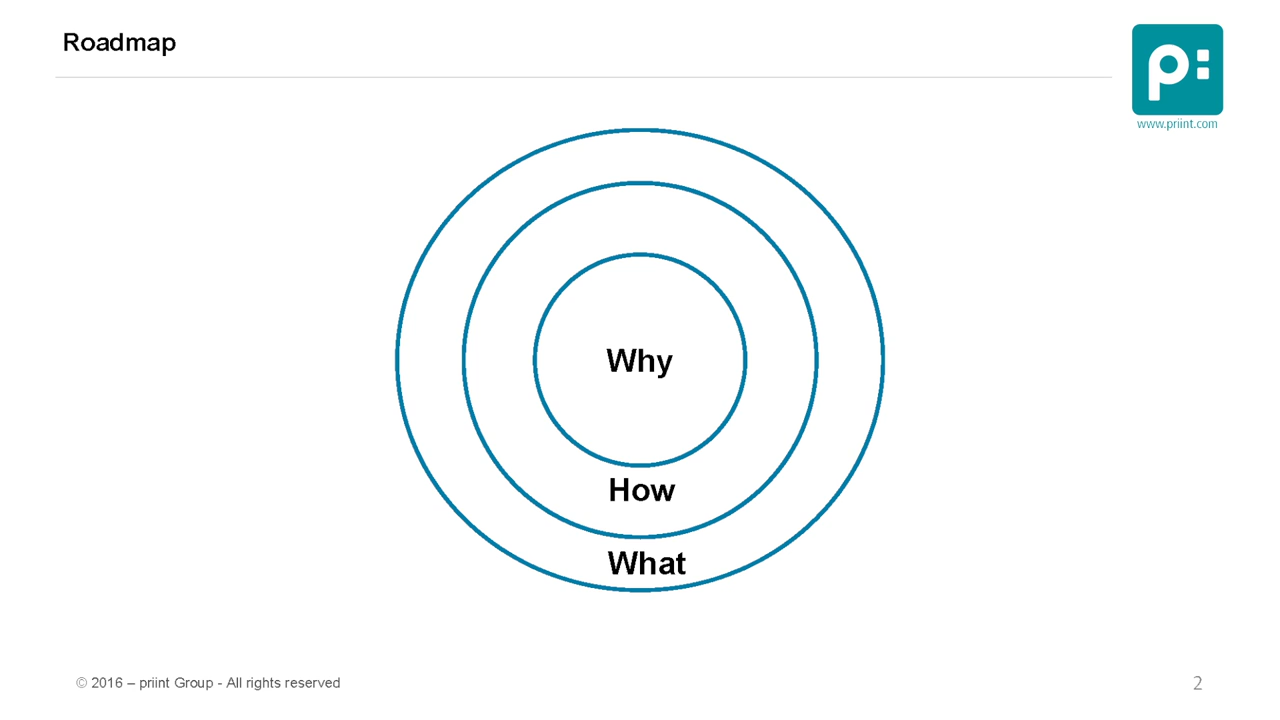 Roadmap
p:
www.priint.com
Why
How
What
© 2016 – priint Group - All rights reserved
2